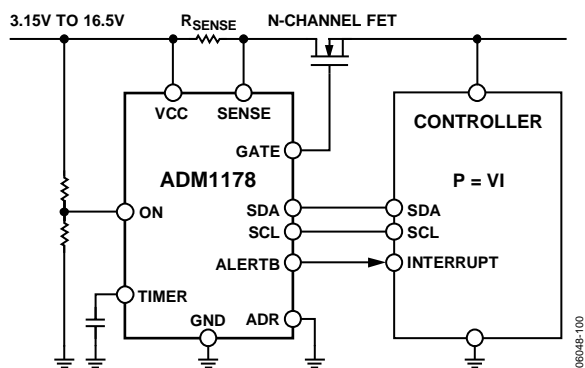 3.15V TO 16.5V
RSENSE
N-CHANNEL FET
VCC
SENSE
CONTROLLER
GATE
ADM1178
P = VI
ON
SDA
SDA
SCL
SCL
ALERTB
INTERRUPT
TIMER
GND
ADR
06048-100